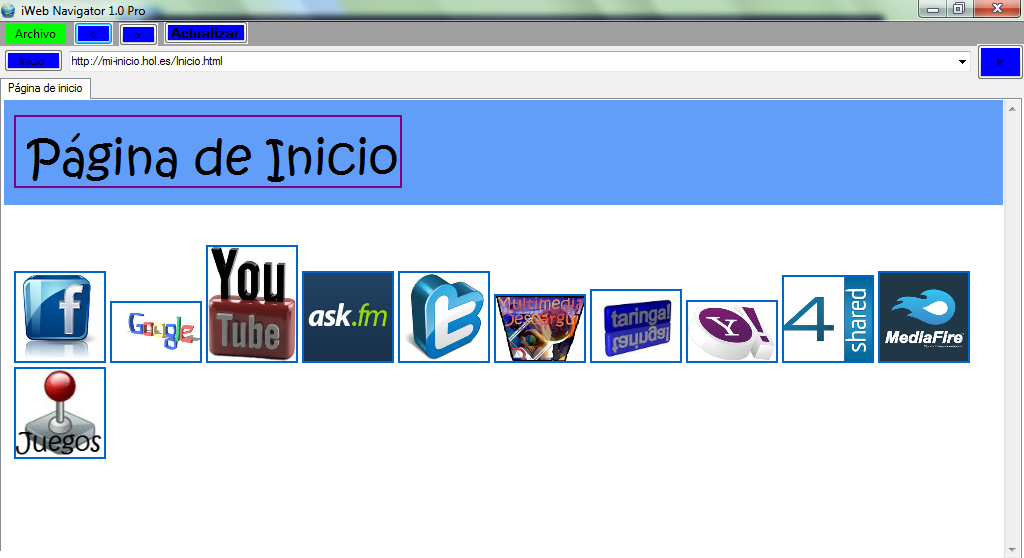 iWeb Navigator 1.0 Pro
Archivo < > Actualizar
Inicio http://mi-inicio.hol.es/Inicio.html
Página de inicio
Página de Inicio
f Google You Tube ask.fm t Multimedia Descargui taringa! Y! 4 shared MediaFire
Juegos